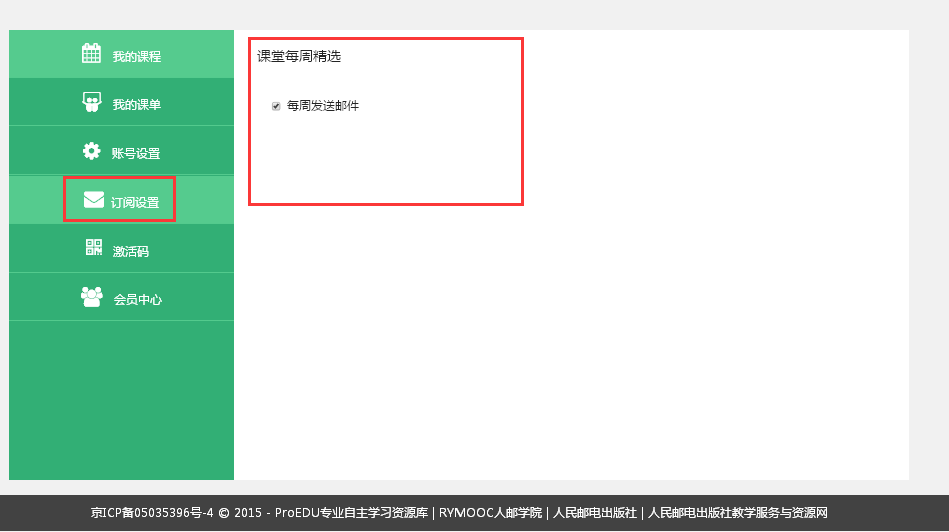 我的课程
我的课单
账号设置
订阅设置
激活码
会员中心
课堂每周精选
每周发送邮件
京ICP备05035396号-4 © 2015 - ProEDU专业自主学习资源库 | RYMOOC人邮学院 | 人民邮电出版社 | 人民邮电出版社教学服务与资源网